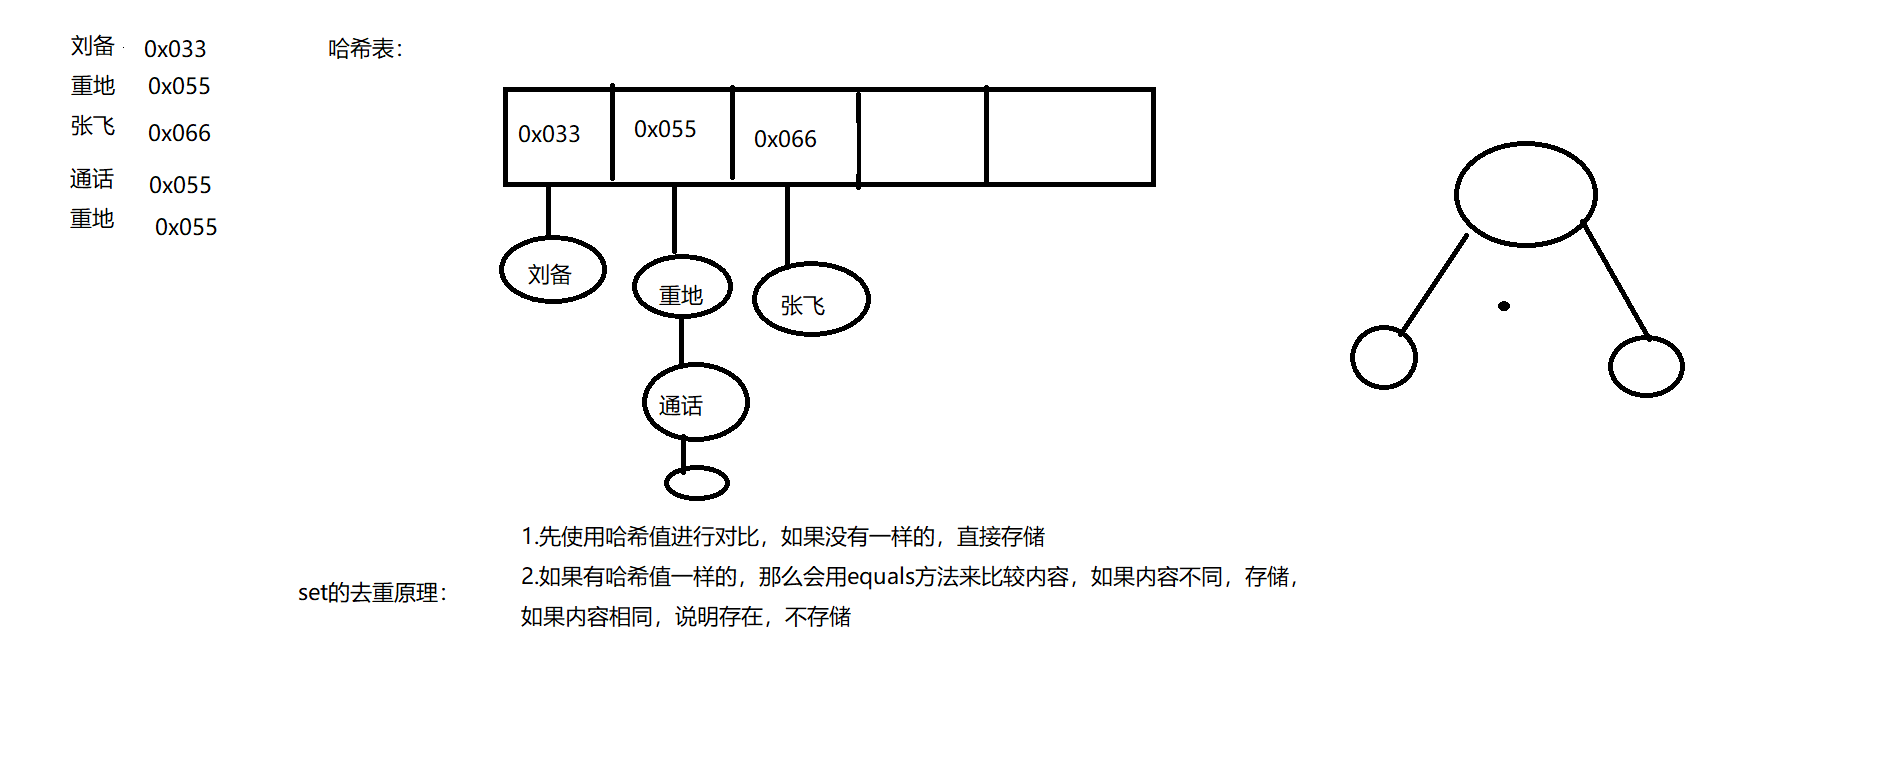 刘备 0x033
重地 0x055
张飞 0x066
通话 0x055
重地 0x055
哈希表：
0x033 0x055 0x066
刘备 重地 张飞
通话
set的去重原理：
1.先使用哈希值进行对比，如果没有一样的，直接存储
2.如果有哈希值一样的，那么会用equals方法来比较内容，如果内容不同，存储，
如果内容相同，说明存在，不存储